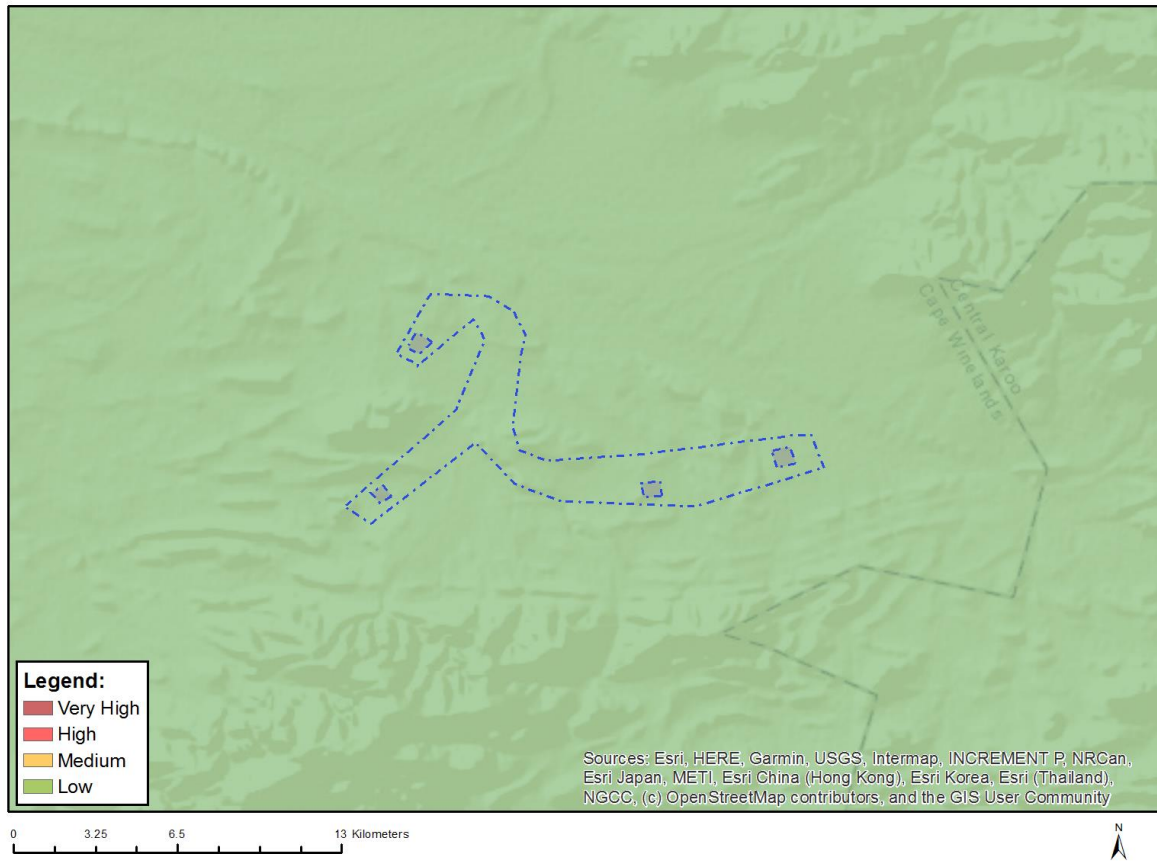 Central Karoo
Cape Winelands
Legend:
Very High
High
Medium
Low
Sources: Esri, HERE, Garmin, USGS, Intermap, INCREMENT P, NRCan,
Esri Japan, METI, Esri China (Hong Kong), Esri Korea, Esri (Thailand),
NGCC, (c) OpenStreetMap contributors, and the GIS User Community
0 3.25 6.5 13 Kilometers
N